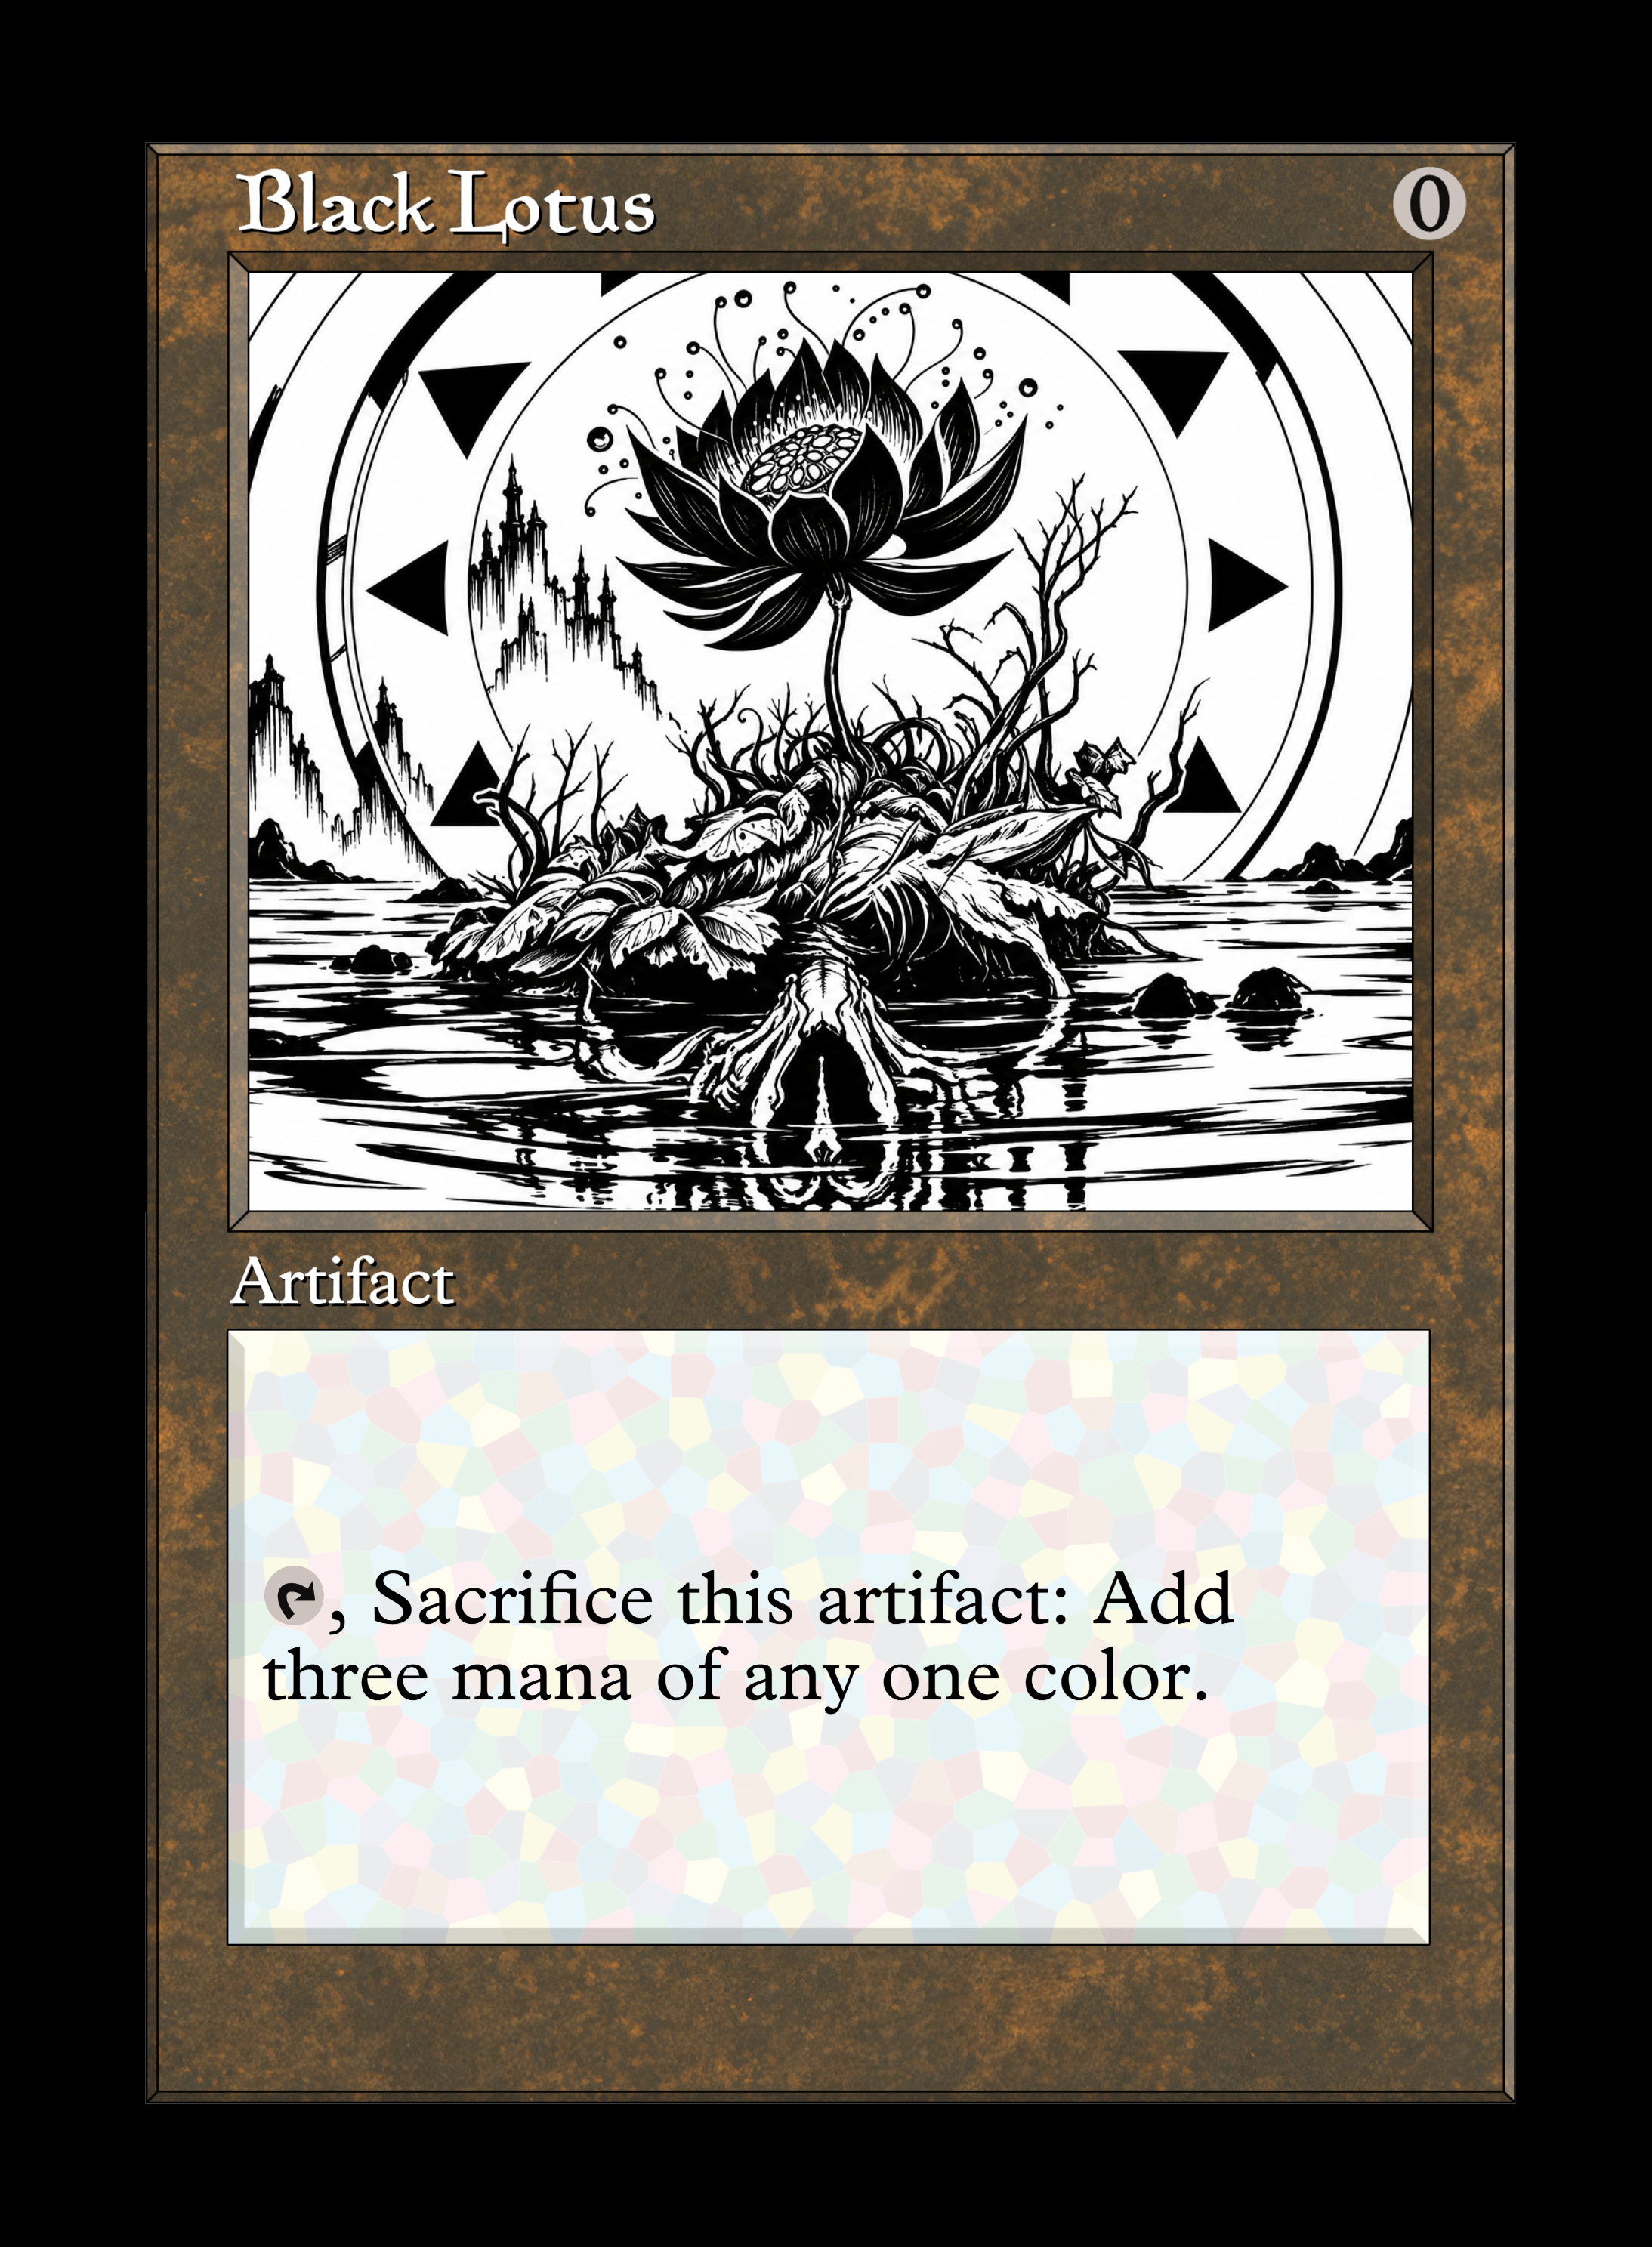 Black Lotus 0
Artifact
, Sacrifice this artifact: Add
three mana of any one color.